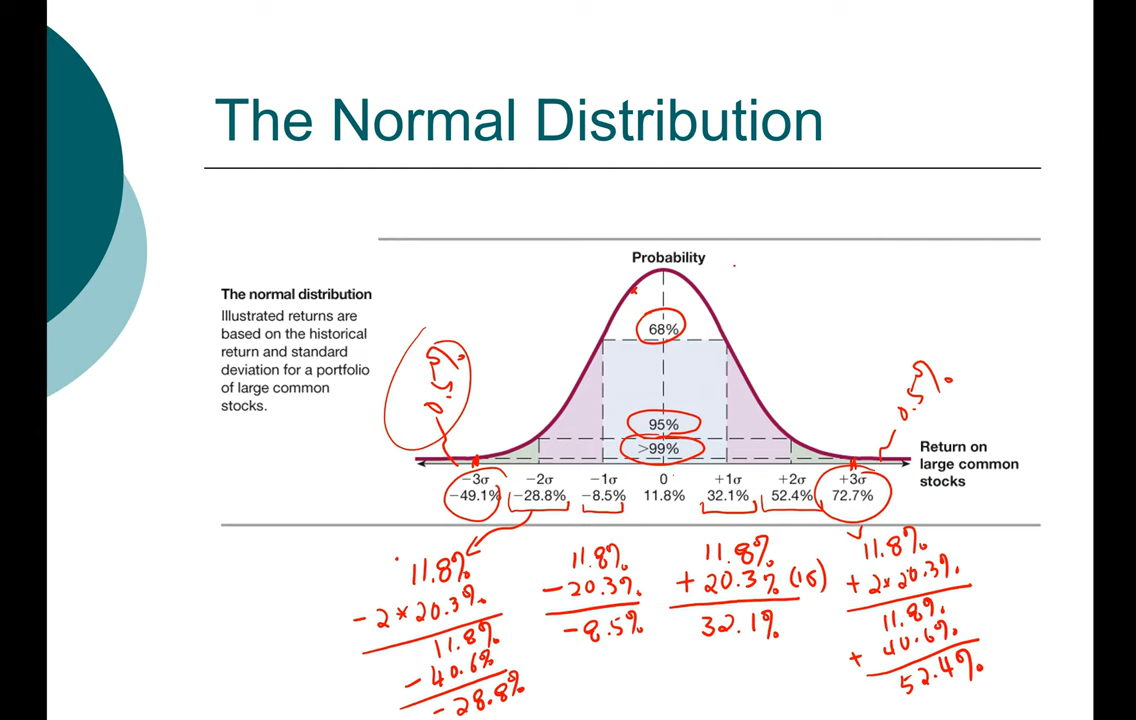 The Normal Distribution
Probability
The normal distribution
Illustrated returns are
based on the historical
return and standard
deviation for a portfolio
of large common
stocks.
68%
95%
>99%
0.5%
0.5%
Return on
large common
stocks
−3σ −2σ −1σ 0 +1σ +2σ +3σ
−49.1% −28.8% −8.5% 11.8% 32.1% 52.4% 72.7%
11.8%
− 2 * 20.3%
11.8%
− 40.6%
− 28.8%
11.8%
− 20.3%
− 8.5%
11.8%
+ 20.3% (1σ)
32.1%
11.8%
+ 2 * 20.3%
11.8%
+ 40.6%
52.4%